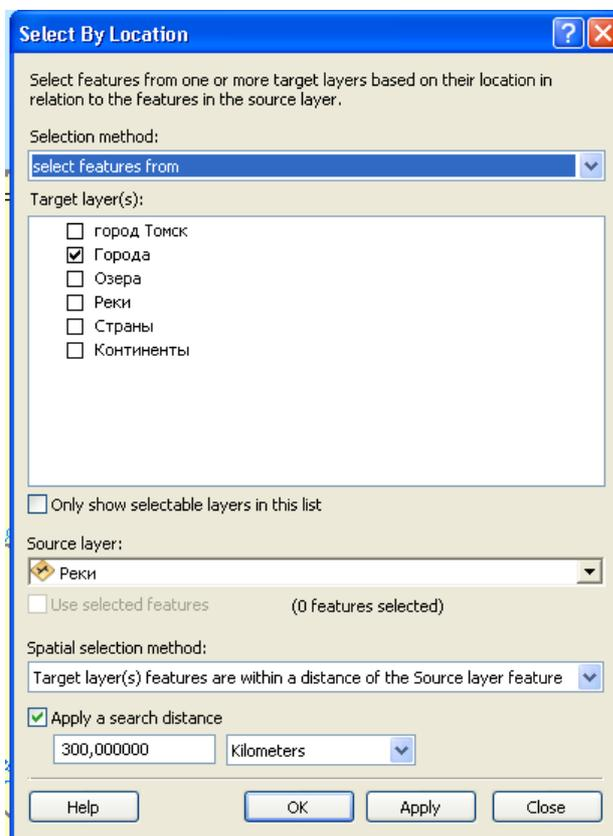 Select By Location
Select features from one or more target layers based on their location in
relation to the features in the source layer.
Selection method:
select features from
Target layer(s):
город Томск
Города
Озера
Реки
Страны
Континенты
Only show selectable layers in this list
Source layer:
Реки
Use selected features (0 features selected)
Spatial selection method:
Target layer(s) features are within a distance of the Source layer feature
Apply a search distance
300,000000 Kilometers
Help OK Apply Close